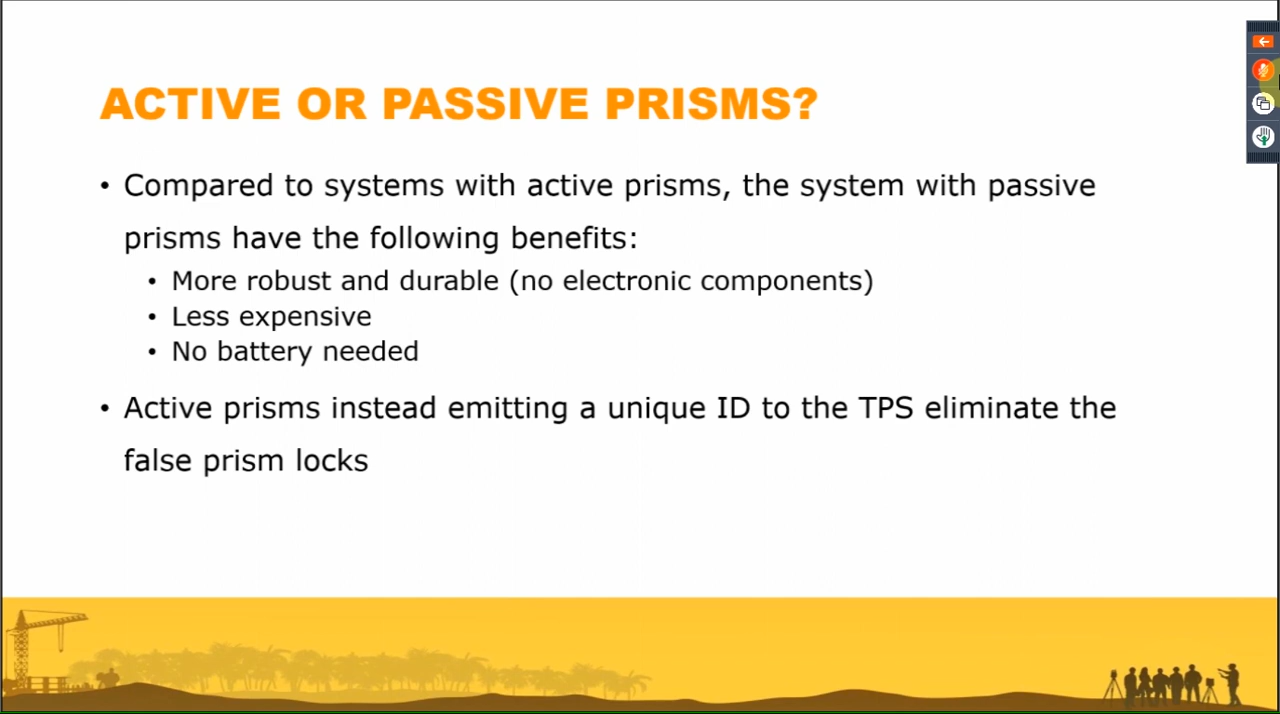 ACTIVE OR PASSIVE PRISMS?
• Compared to systems with active prisms, the system with passive
prisms have the following benefits:
• More robust and durable (no electronic components)
• Less expensive
• No battery needed
• Active prisms instead emitting a unique ID to the TPS eliminate the
false prism locks